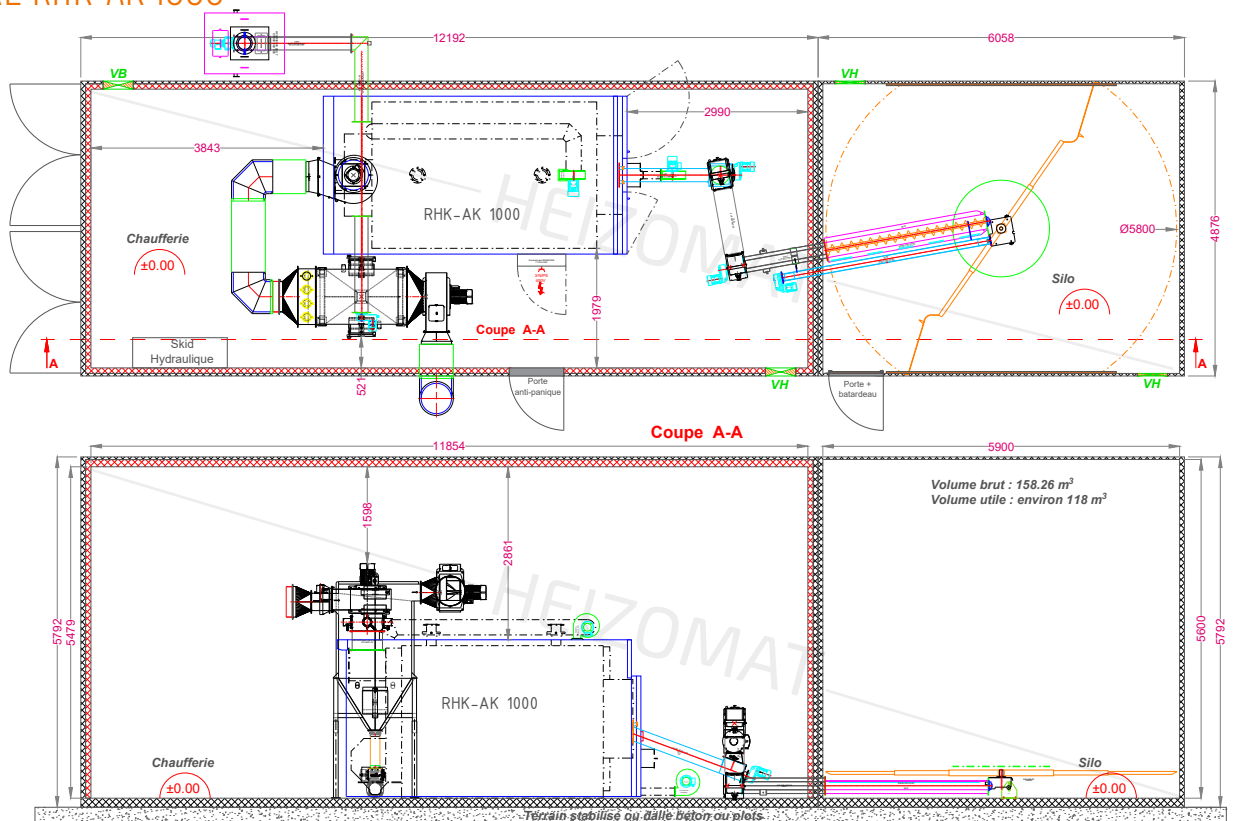 12192
6058
VB
VH
2990
3843
HEIZOMAT
RHK-AK 1000
Chaufferie
±0.00
Ø5800
4876
Silo
±0.00
1979
Coupe A-A
Skid
Hydraulique
A
A
521
Porte
anti-panique
VH
Porte +
batardeau
VH
Coupe A-A
11854
5900
Volume brut : 158.26 m³
Volume utile : environ 118 m³
1598
2861
HEIZOMAT
5792
5479
5600
5792
RHK-AK 1000
Chaufferie
±0.00
Silo
±0.00
Terrain stabilisé ou dalle béton ou plots